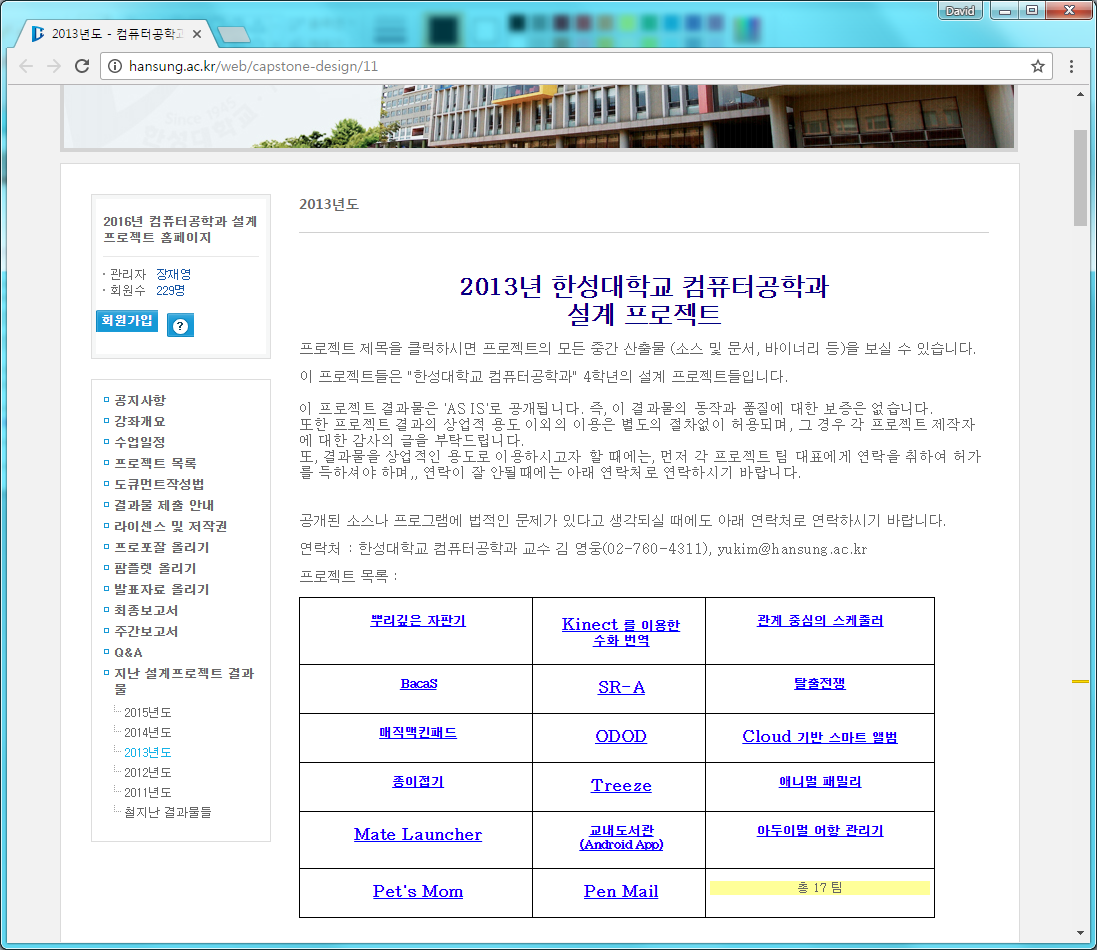 David
2013년도 - 컴퓨터공학고
hansung.ac.kr/web/capstone-design/11
Since 1945
한성대학교
2016년 컴퓨터공학과 설계
프로젝트 홈페이지
· 관리자 장재영
· 회원수 229명
회원가입 ?
공지사항
강좌개요
수업일정
프로젝트 목록
도큐먼트작성법
결과물 제출 안내
라이센스 및 저작권
프로포잘 올리기
팜플렛 올리기
발표자료 올리기
최종보고서
주간보고서
Q&A
지난 설계프로젝트 결과
물
2015년도
2014년도
2013년도
2012년도
2011년도
철지난 결과물들
2013년도
2013년 한성대학교 컴퓨터공학과
설계 프로젝트
프로젝트 제목을 클릭하시면 프로젝트의 모든 중간 산출물 (소스 및 문서, 바이너리 등)을 보실 수 있습니다.
이 프로젝트들은 "한성대학교 컴퓨터공학과" 4학년의 설계 프로젝트들입니다.
이 프로젝트 결과물은 'AS IS'로 공개됩니다. 즉, 이 결과물의 동작과 품질에 대한 보증은 없습니다.
또한 프로젝트 결과의 상업적 용도 이외의 이용은 별도의 절차없이 허용되며, 그 경우 각 프로젝트 제작자
에 대한 감사의 글을 부탁드립니다.
또, 결과물을 상업적인 용도로 이용하시고자 할 때에는, 먼저 각 프로젝트 팀 대표에게 연락을 취하여 허가
를 득하셔야 하며,, 연락이 잘 안될때에는 아래 연락처로 연락하시기 바랍니다.
공개된 소스나 프로그램에 법적인 문제가 있다고 생각되실 때에도 아래 연락처로 연락하시기 바랍니다.
연락처 : 한성대학교 컴퓨터공학과 교수 김 영웅(02-760-4311), yukim@hansung.ac.kr
프로젝트 목록 :
뿌리깊은 자판기
Kinect 를 이용한
수화 번역
관계 중심의 스케줄러
BacaS
SR-A
탈출전쟁
매직맥킨패드
ODOD
Cloud 기반 스마트 앨범
종이접기
Treeze
애니멀 패밀리
Mate Launcher
교내도서관
(Android App)
아두이멀 어항 관리기
Pet's Mom
Pen Mail
총 17 팀